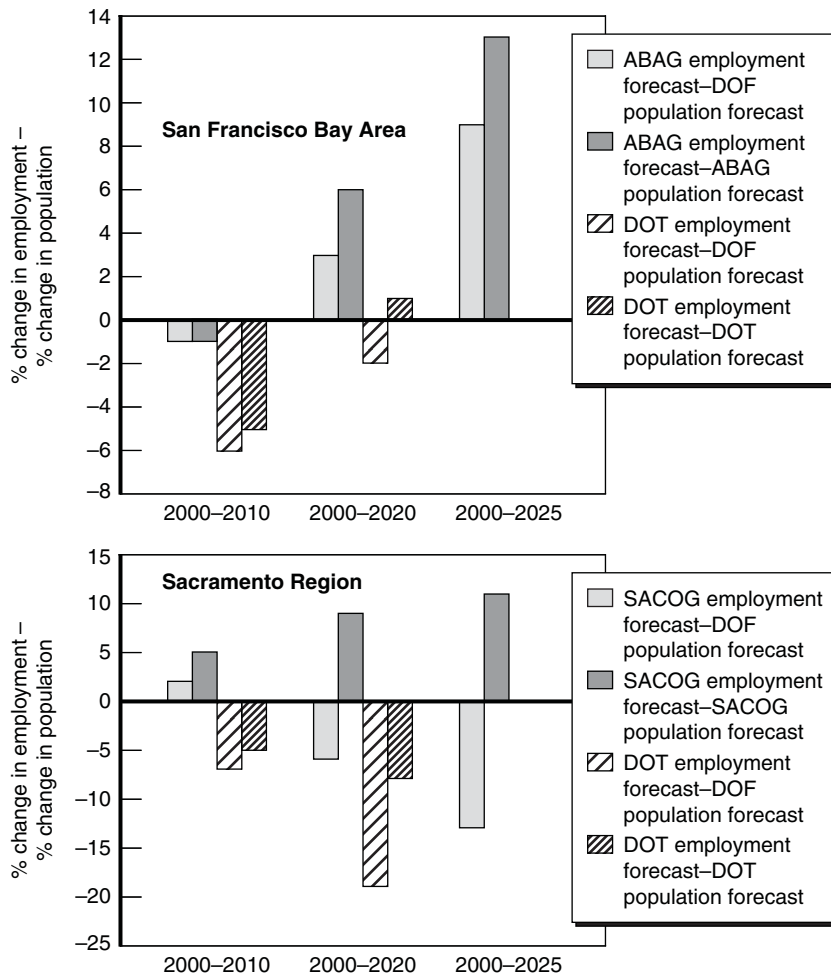 14
12
10
8
6
4
2
0
–2
–4
–6
–8
% change in employment –
% change in population
San Francisco Bay Area
2000–2010
2000–2020
2000–2025
ABAG employment
forecast–DOF
population forecast
ABAG employment
forecast–ABAG
population forecast
DOT employment
forecast–DOF
population forecast
DOT employment
forecast–DOT
population forecast
15
10
5
0
–5
–10
–15
–20
–25
% change in employment –
% change in population
Sacramento Region
2000–2010
2000–2020
2000–2025
SACOG employment
forecast–DOF
population forecast
SACOG employment
forecast–SACOG
population forecast
DOT employment
forecast–DOF
population forecast
DOT employment
forecast–DOT
population forecast